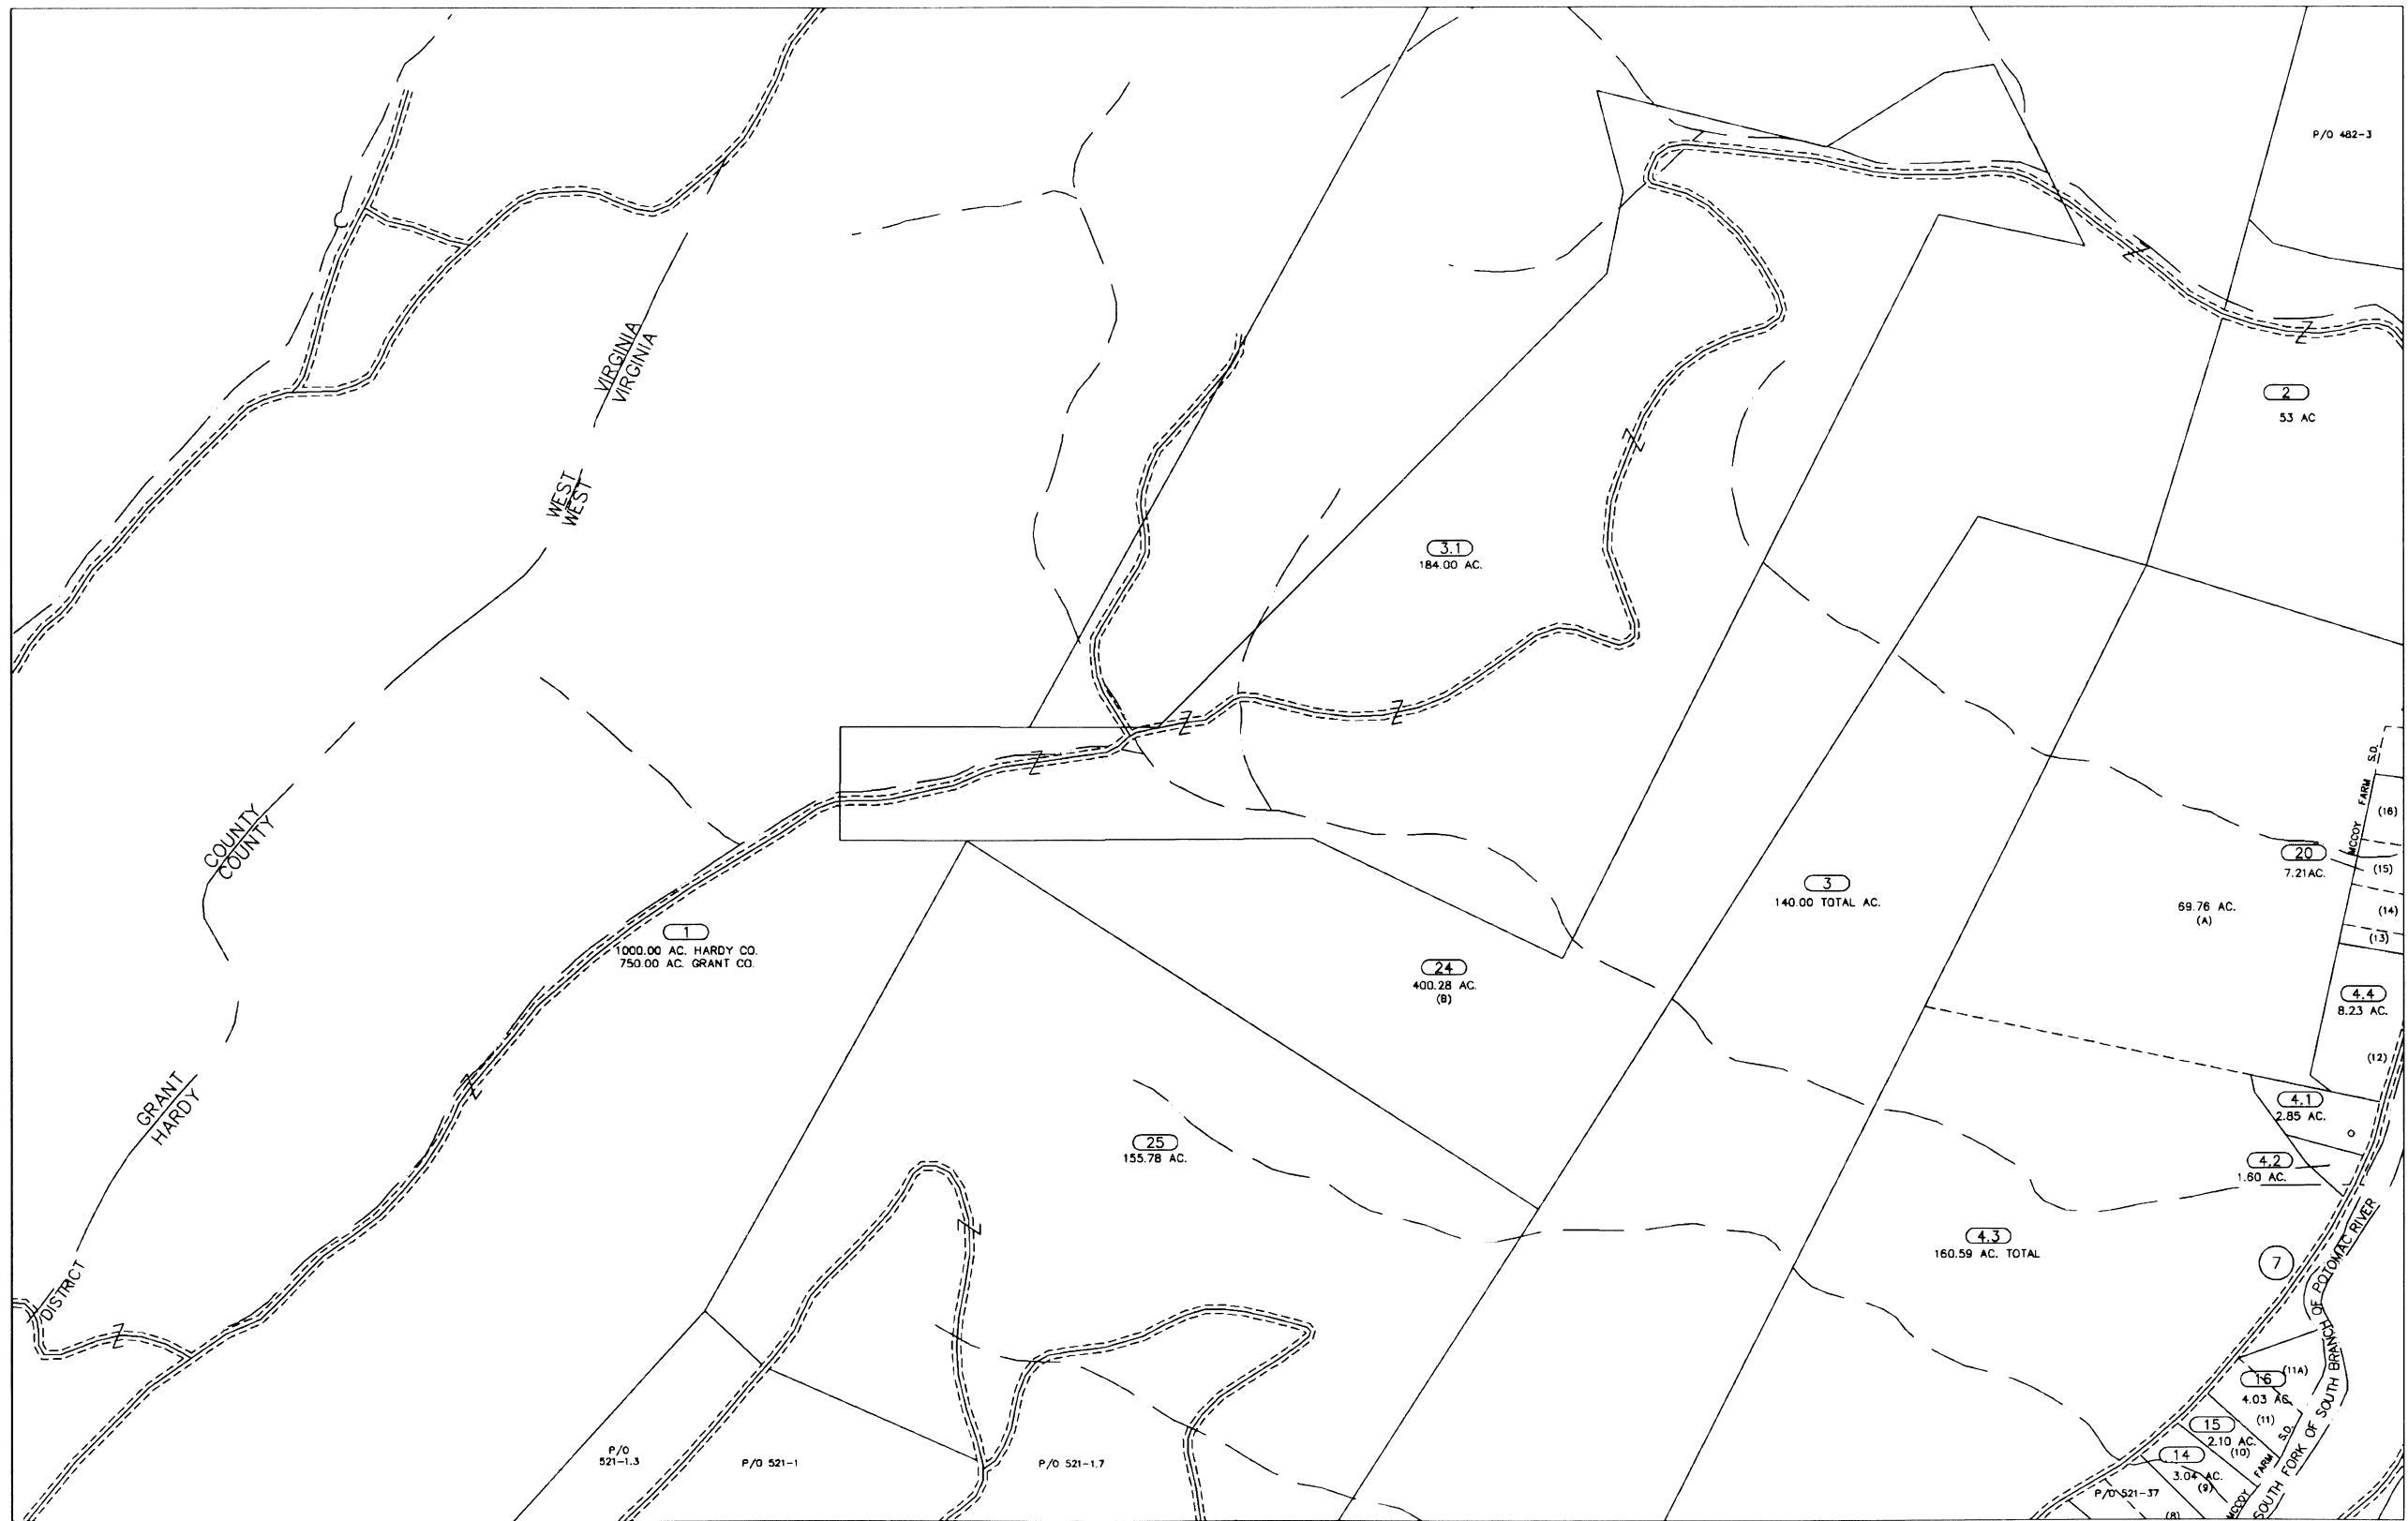 P/O 482-3
WEST VIRGINIA
WEST VIRGINIA
2
53 AC
3.1
184.00 AC.
COUNTY
COUNTY
GRANT
HARDY
DISTRICT
1
1000.00 AC. HARDY CO.
750.00 AC. GRANT CO.
24
400.28 AC.
(B)
3
140.00 TOTAL AC.
69.76 AC.
(A)
20
7.21AC.
MCCOY FARM S.D.
(16)
(15)
(14)
(13)
4.4
8.23 AC.
(12)
4.1
2.85 AC.
4.2
1.60 AC.
25
155.78 AC.
4.3
160.59 AC. TOTAL
7
SOUTH FORK OF SOUTH BRANCH OF POTOMAC RIVER
16
(11A)
4.03 AC
(11)
15
2.10 AC.
(10)
14
3.04 AC.
(9)
(8)
MCCOY FARM S.D.
P/O 521-37
P/O
521-1.3
P/O 521-1
P/O 521-1.7